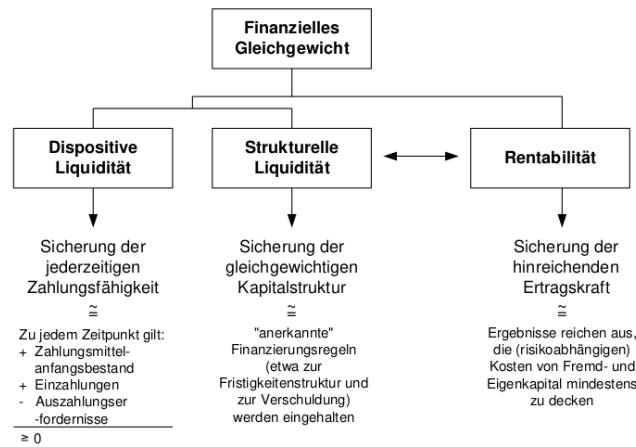 Finanzielles
Gleichgewicht
Dispositive
Liquidität
Strukturelle
Liquidität
Rentabilität
Sicherung der
jederzeitigen
Zahlungsfähigkeit
≅
Zu jedem Zeitpunkt gilt:
+ Zahlungsmittel-
anfangsbestand
+ Einzahlungen
- Auszahlungser
-fordernisse
≥ 0
Sicherung der
gleichgewichtigen
Kapitalstruktur
≅
"anerkannte"
Finanzierungsregeln
(etwa zur
Fristigkeitenstruktur und
zur Verschuldung)
werden eingehalten
Sicherung der
hinreichenden
Ertragskraft
≅
Ergebnisse reichen aus,
die (risikoabhängigen)
Kosten von Fremd- und
Eigenkapital mindestens
zu decken